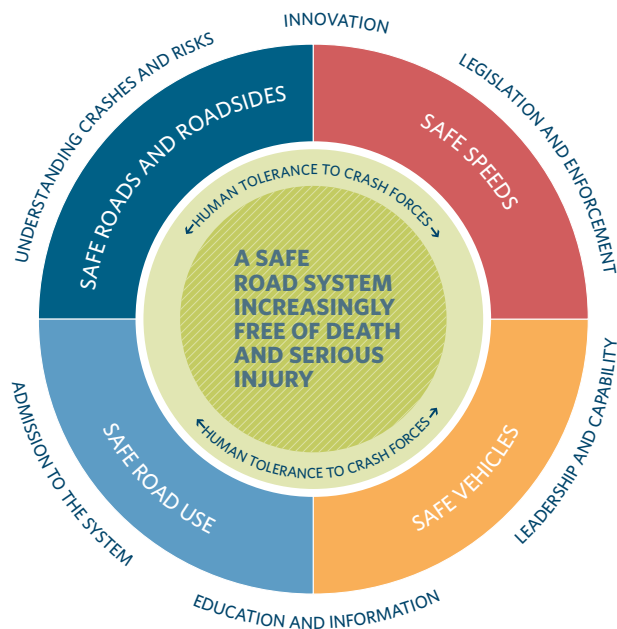 INNOVATION
LEGISLATION AND ENFORCEMENT
LEADERSHIP AND CAPABILITY
EDUCATION AND INFORMATION
ADMISSION TO THE SYSTEM
UNDERSTANDING CRASHES AND RISKS
SAFE ROADS AND ROADSIDES
SAFE SPEEDS
SAFE VEHICLES
SAFE ROAD USE
HUMAN TOLERANCE TO CRASH FORCES
A SAFE
ROAD SYSTEM
INCREASINGLY
FREE OF DEATH
AND SERIOUS
INJURY
HUMAN TOLERANCE TO CRASH FORCES